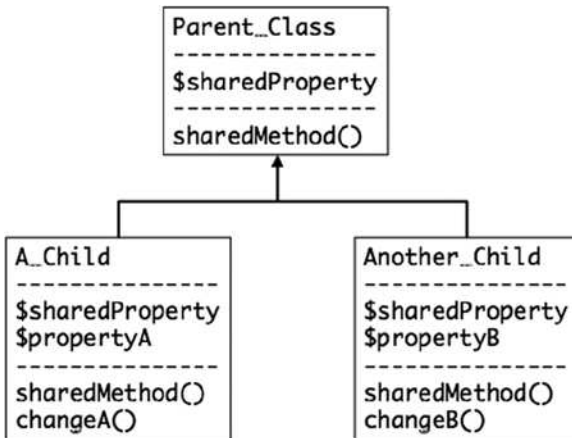 Parent_Class
---------------
$sharedProperty
---------------
sharedMethod()
A_Child
---------------
$sharedProperty
$propertyA
---------------
sharedMethod()
changeA()
Another_Child
---------------
$sharedProperty
$propertyB
---------------
sharedMethod()
changeB()